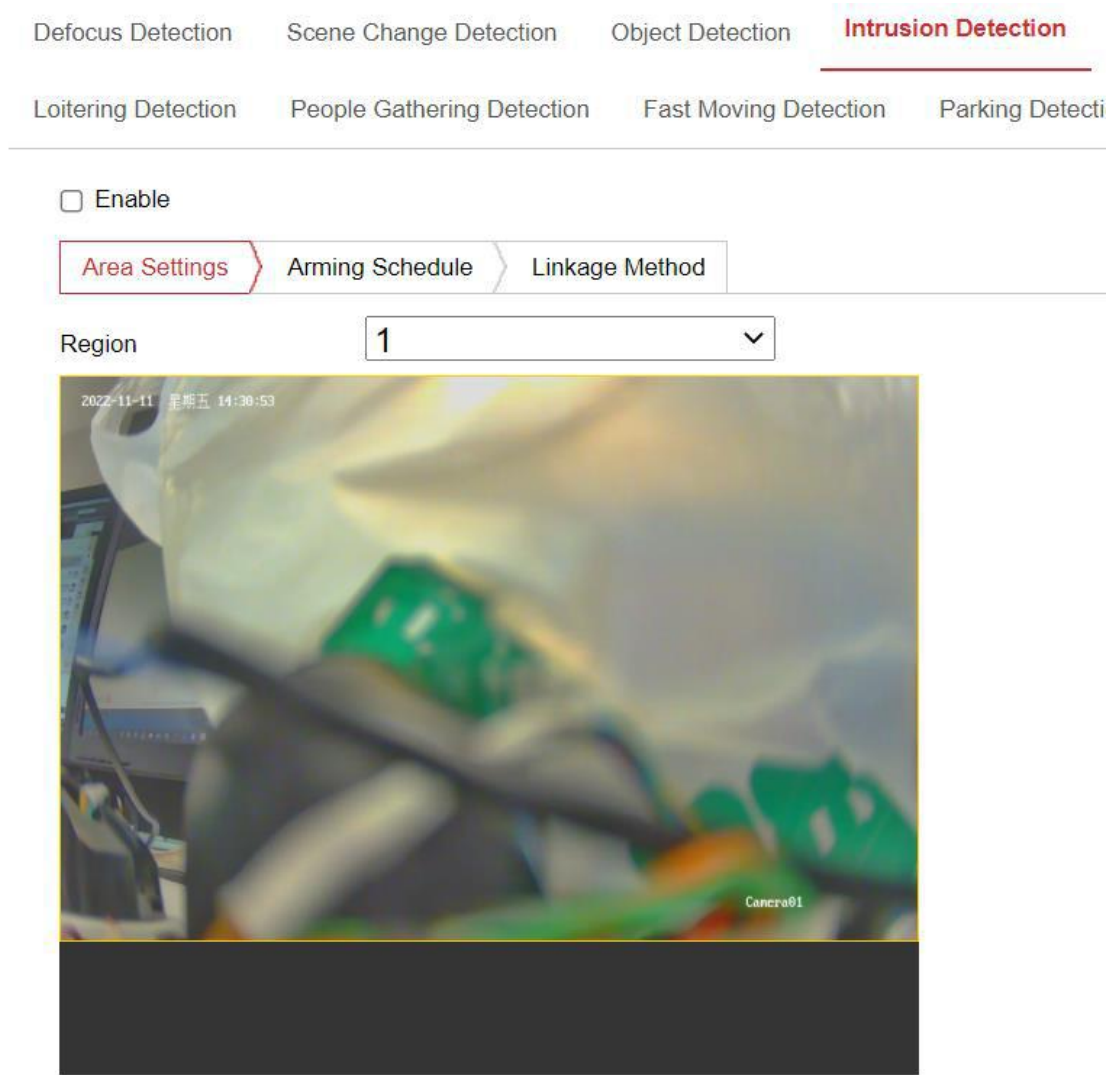 Defocus Detection Scene Change Detection Object Detection Intrusion Detection
Loitering Detection People Gathering Detection Fast Moving Detection Parking Detecti
Enable
Area Settings Arming Schedule Linkage Method
Region 1
2022-11-11 星期五 14:30:53
Camera01